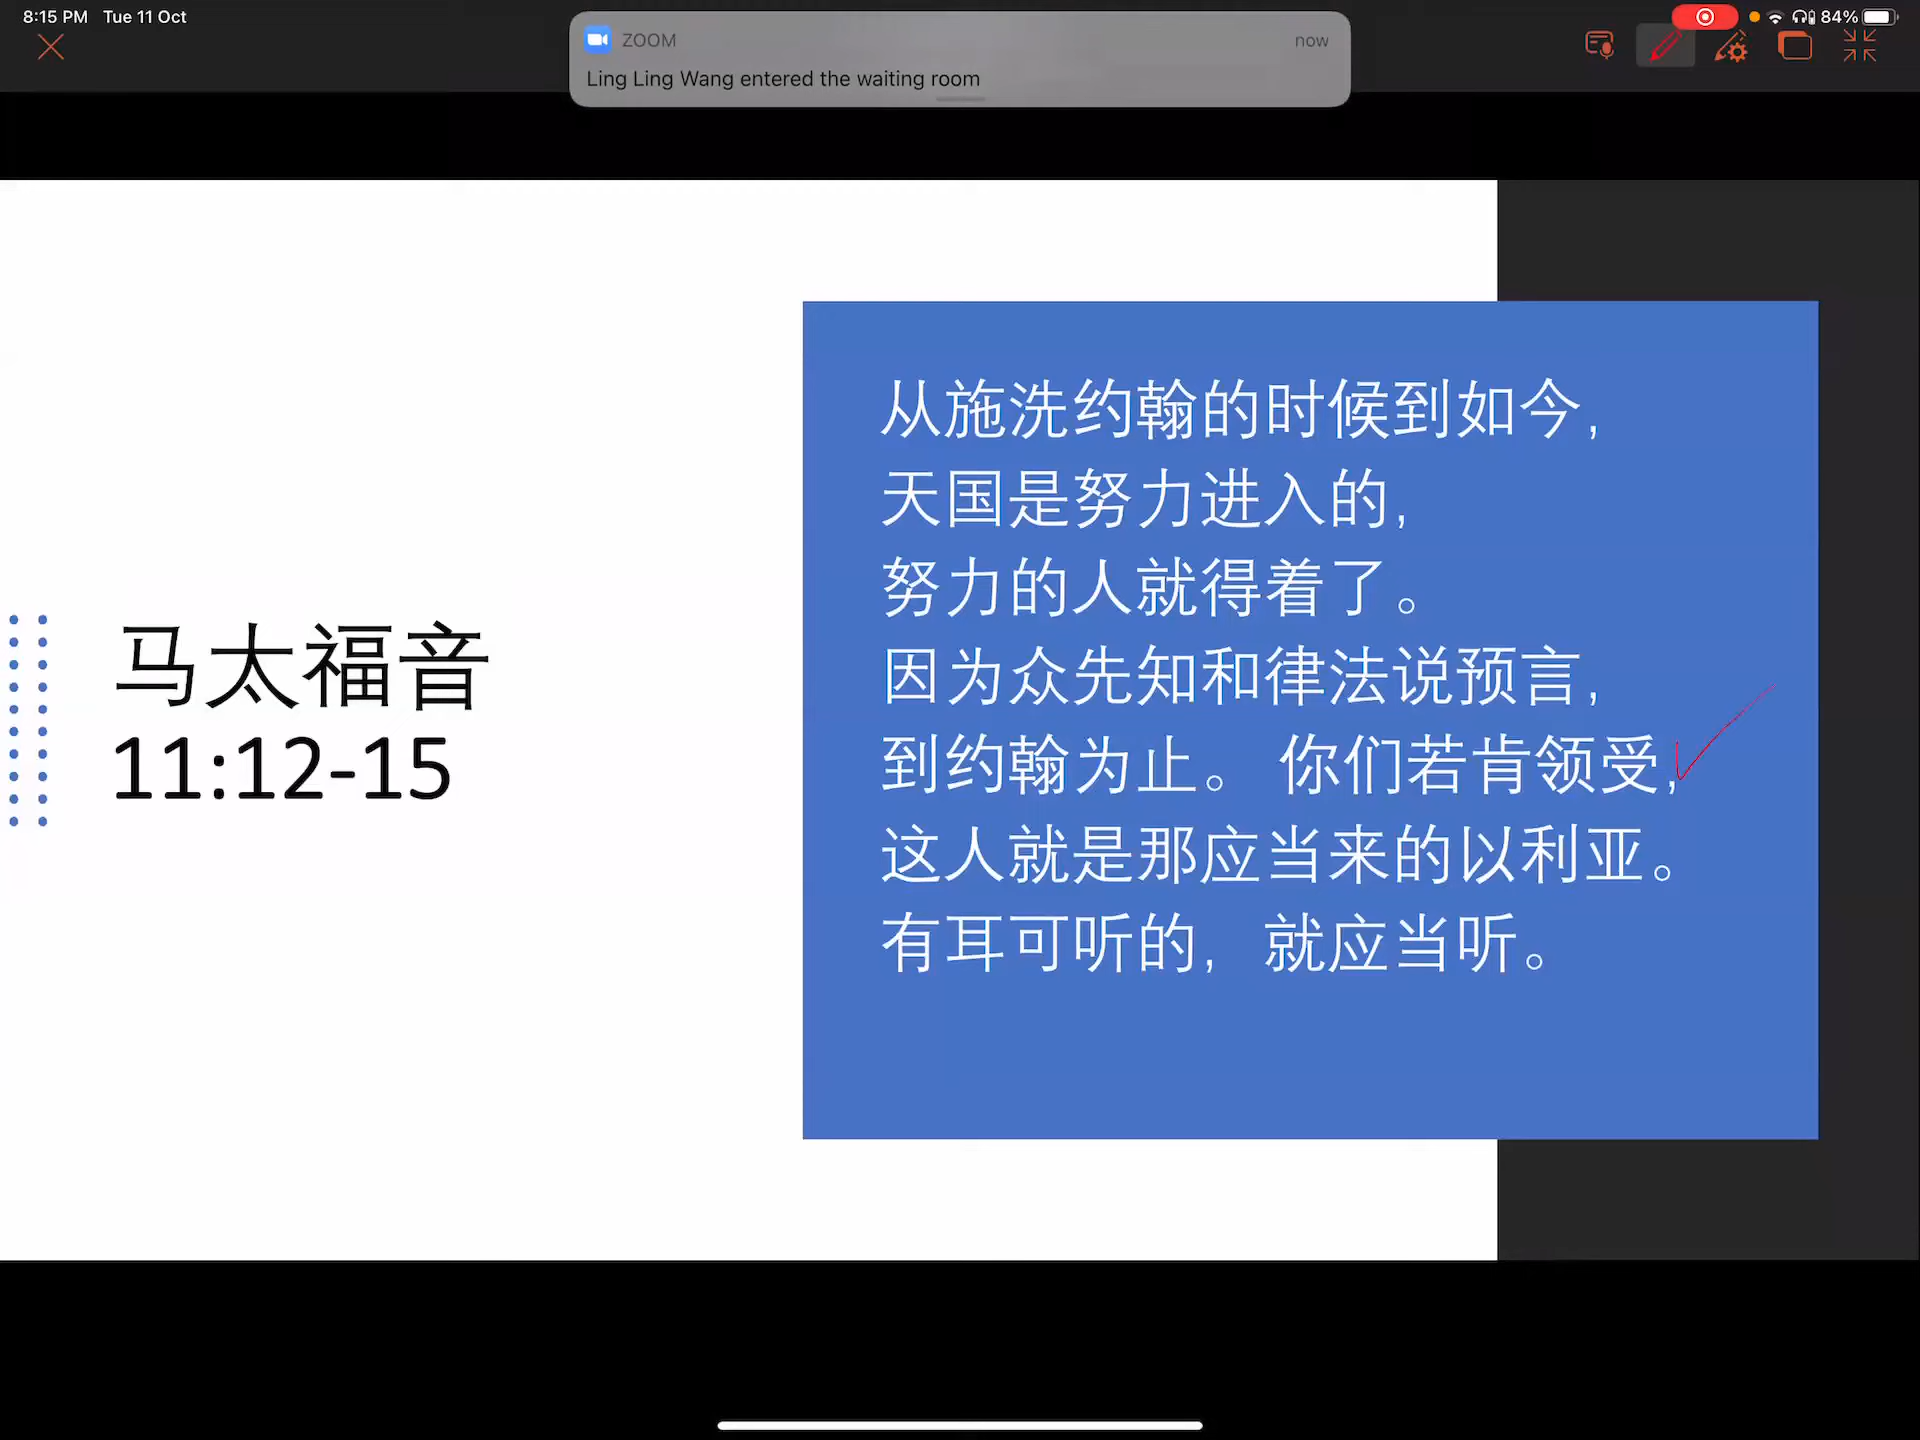 8:15 PM Tue 11 Oct
84%
ZOOM
now
Ling Ling Wang entered the waiting room
马太福音
11:12-15
从施洗约翰的时候到如今,
天国是努力进入的,
努力的人就得着了。
因为众先知和律法说预言,
到约翰为止。 你们若肯领受,
这人就是那应当来的以利亚。
有耳可听的, 就应当听。